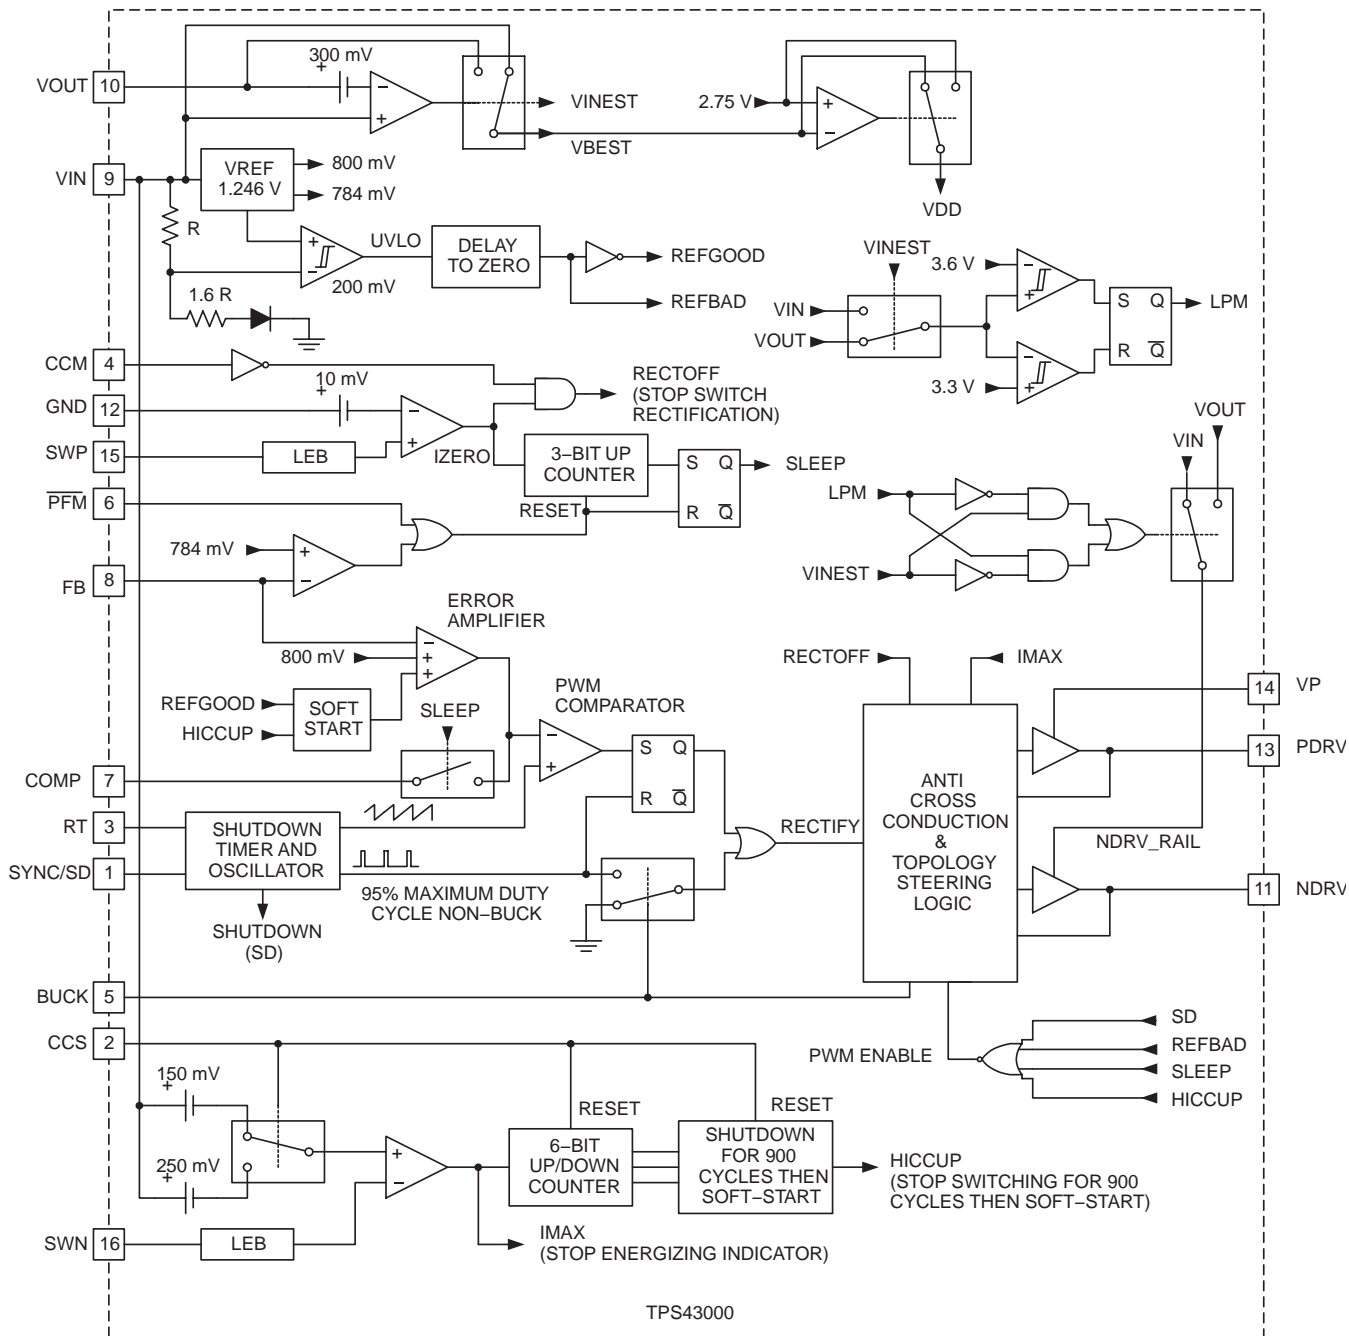 300 mV
+
VOUT 10
−
+
VINEST
VBEST
2.75 V
+
−
VDD
VIN 9
VREF
1.246 V
800 mV
784 mV
R
+
−
UVLO
200 mV
DELAY
TO ZERO
REFGOOD
REFBAD
1.6 R
VINEST
VIN
VOUT
3.6 V
−
+
−
+
3.3 V
S Q
R Q̅
LPM
CCM 4
10 mV
+
GND 12
−
+
SWP 15
LEB
IZERO
RECTOFF
(STOP SWITCH
RECTIFICATION)
3−BIT UP
COUNTER
RESET
S Q
R Q̅
SLEEP
VOUT
VIN
LPM
VINEST
P̅F̅M̅ 6
784 mV
+
−
FB 8
ERROR
AMPLIFIER
800 mV
−
+
+
REFGOOD
HICCUP
SOFT
START
SLEEP
PWM
COMPARATOR
−
+
S Q
R Q̅
COMP 7
RT 3
SYNC/SD 1
SHUTDOWN
TIMER AND
OSCILLATOR
SHUTDOWN
(SD)
95% MAXIMUM DUTY
CYCLE NON−BUCK
RECTIFY
RECTOFF
IMAX
ANTI
CROSS
CONDUCTION
&
TOPOLOGY
STEERING
LOGIC
NDRV_RAIL
14 VP
13 PDRV
11 NDRV
BUCK 5
CCS 2
PWM ENABLE
SD
REFBAD
SLEEP
HICCUP
150 mV
+
250 mV
+
+
−
RESET
6−BIT
UP/DOWN
COUNTER
RESET
SHUTDOWN
FOR 900
CYCLES THEN
SOFT−START
HICCUP
(STOP SWITCHING FOR 900
CYCLES THEN SOFT−START)
SWN 16
LEB
IMAX
(STOP ENERGIZING INDICATOR)
TPS43000